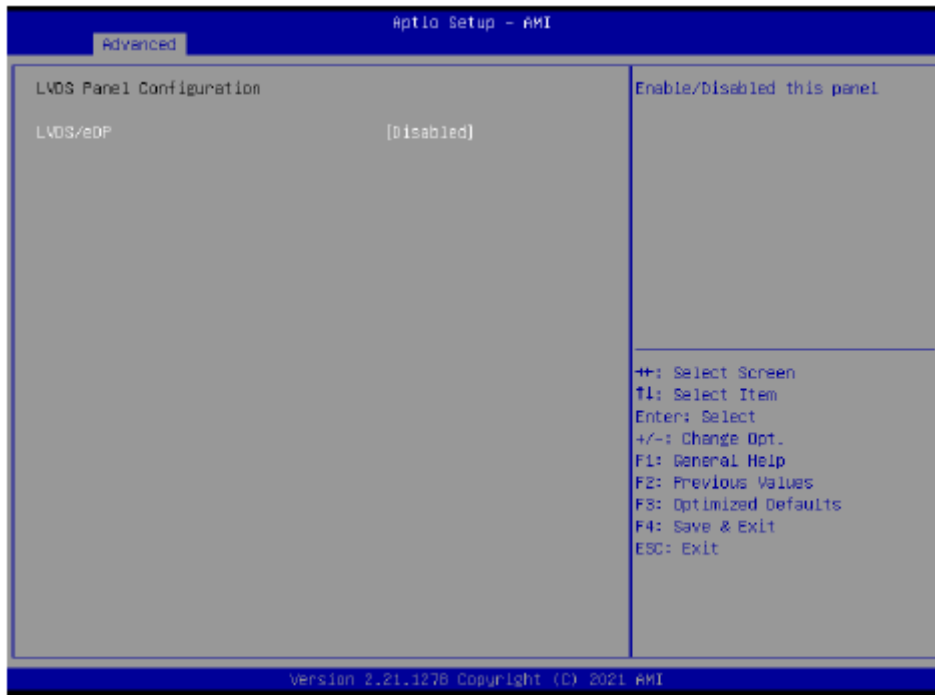 Aptio Setup - AMI
Advanced
LVDS Panel Configuration
LVDS/eDP [Disabled]
Enable/Disabled this panel
→←: Select Screen
↑↓: Select Item
Enter: Select
+/-: Change Opt.
F1: General Help
F2: Previous Values
F3: Optimized Defaults
F4: Save & Exit
ESC: Exit
Version 2.21.1278 Copyright (C) 2021 AMI